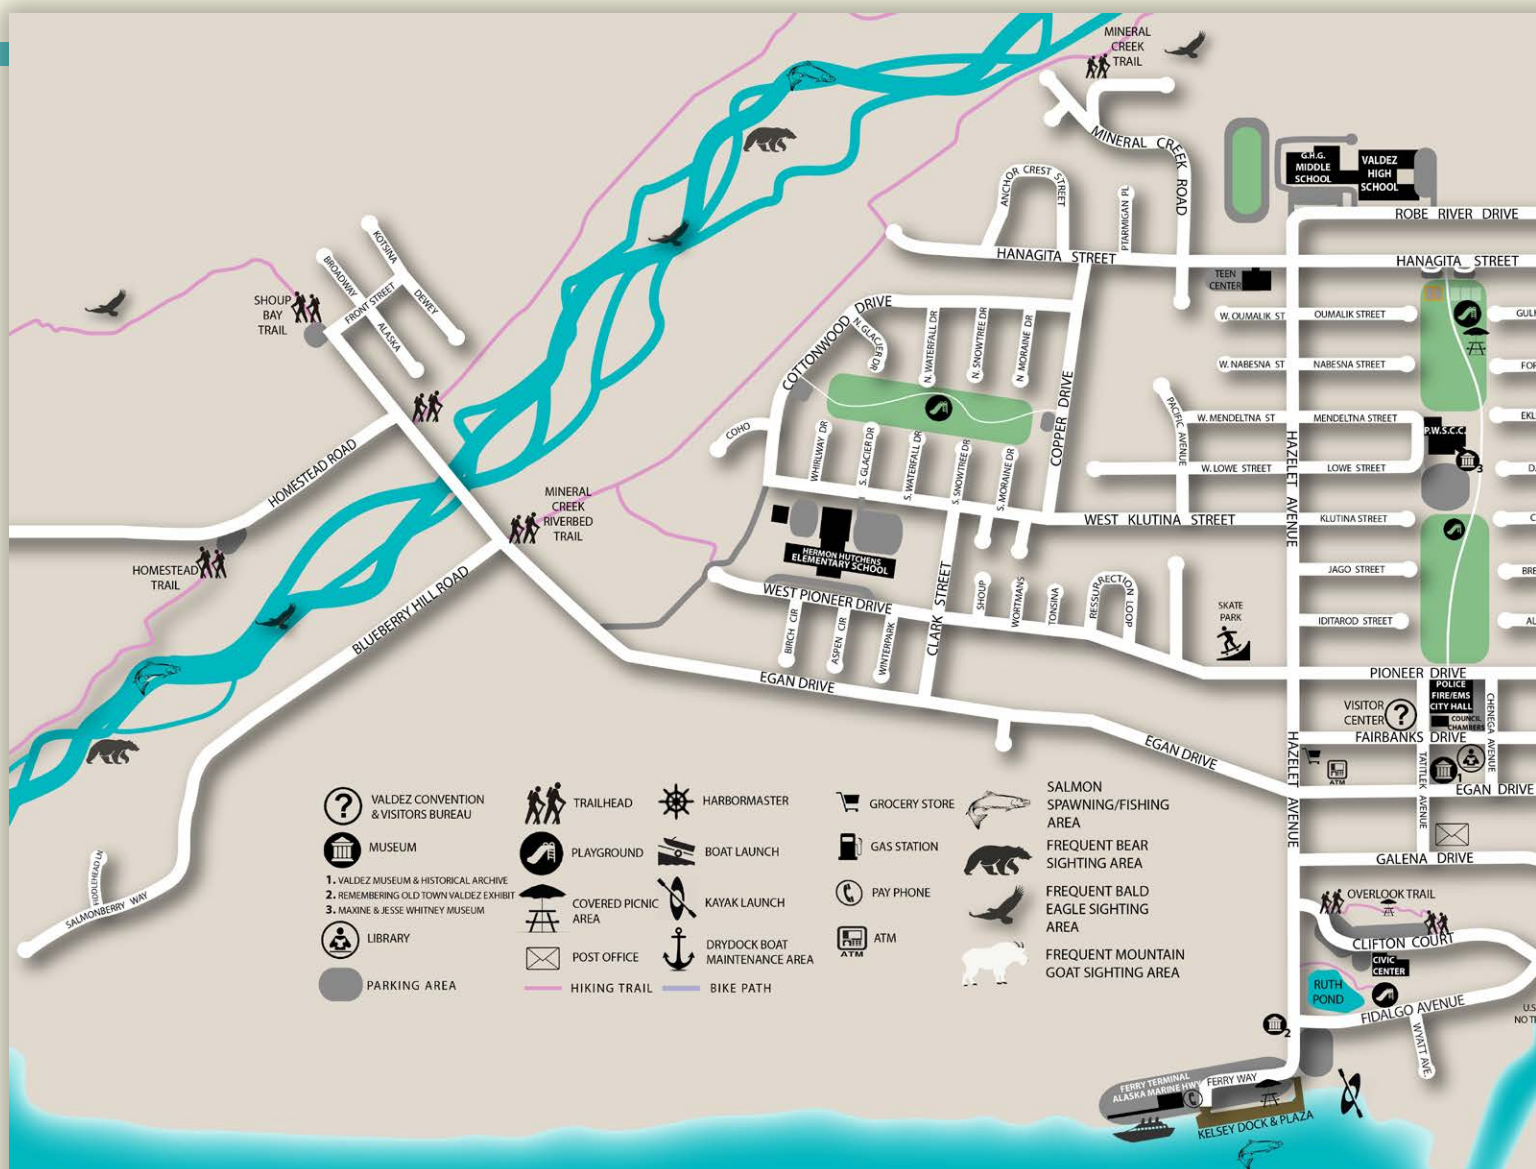 MINERAL
CREEK
TRAIL
MINERAL CREEK ROAD
G.H.G.
MIDDLE
SCHOOL
VALDEZ
HIGH
SCHOOL
ROBE RIVER DRIVE
ANCHOR CREST STREET
PTARMIGAN PL
HANAGITA STREET
HANAGITA STREET
TEEN
CENTER
KOTSINA
BROADWAY
FRONT STREET
DEWEY
ALASKA
SHOUP
BAY
TRAIL
COTTONWOOD DRIVE
N. GLACIER DR
N. WATERFALL DR
N. SNOWTREE DR
N. MORAINE DR
COPPER DRIVE
W. OUMALIK ST
OUMALIK STREET
W. NABESNA ST
NABESNA STREET
PACIFIC AVENUE
W. MENDELTNA ST
MENDELTNA STREET
P.W.S.C.C.
3
W. LOWE STREET
LOWE STREET
HAZELET AVENUE
COHO
WHIRLWAY DR
S. GLACIER DR
S. WATERFALL DR
S. SNOWTREE DR
S. MORAINE DR
WEST KLUTINA STREET
KLUTINA STREET
HOMESTEAD ROAD
MINERAL
CREEK
RIVERBED
TRAIL
HOMESTEAD
TRAIL
HERMON HUTCHENS
ELEMENTARY SCHOOL
JAGO STREET
BLUEBERRY HILL ROAD
WEST PIONEER DRIVE
CLARK STREET
SHOUP
WORTMANS
TONSINA
RESSURRECTION LOOP
SKATE
PARK
IDITAROD STREET
BIRCH CIR
ASPEN CIR
WINTERPARK
PIONEER DRIVE
EGAN DRIVE
POLICE
FIRE/EMS
CITY HALL
COUNCIL
CHAMBERS
VISITOR
CENTER
CHENEGA AVENUE
FAIRBANKS DRIVE
EGAN DRIVE
HAZELET AVENUE
ATM
TATITLEK AVENUE
1
EGAN DRIVE
GALENA DRIVE
VALDEZ CONVENTION
& VISITORS BUREAU
MUSEUM
1. VALDEZ MUSEUM & HISTORICAL ARCHIVE
2. REMEMBERING OLD TOWN VALDEZ EXHIBIT
3. MAXINE & JESSE WHITNEY MUSEUM
LIBRARY
PARKING AREA
TRAILHEAD
PLAYGROUND
COVERED PICNIC
AREA
POST OFFICE
HIKING TRAIL
HARBORMASTER
BOAT LAUNCH
KAYAK LAUNCH
DRYDOCK BOAT
MAINTENANCE AREA
BIKE PATH
GROCERY STORE
GAS STATION
PAY PHONE
ATM
ATM
SALMON
SPAWNING/FISHING
AREA
FREQUENT BEAR
SIGHTING AREA
FREQUENT BALD
EAGLE SIGHTING
AREA
FREQUENT MOUNTAIN
GOAT SIGHTING AREA
FIDDLEHEAD LN
SALMONBERRY WAY
OVERLOOK TRAIL
CLIFTON COURT
CIVIC
CENTER
RUTH
POND
FIDALGO AVENUE
WYATT AVE.
2
FERRY TERMINAL
ALASKA MARINE HWY
FERRY WAY
KELSEY DOCK & PLAZA